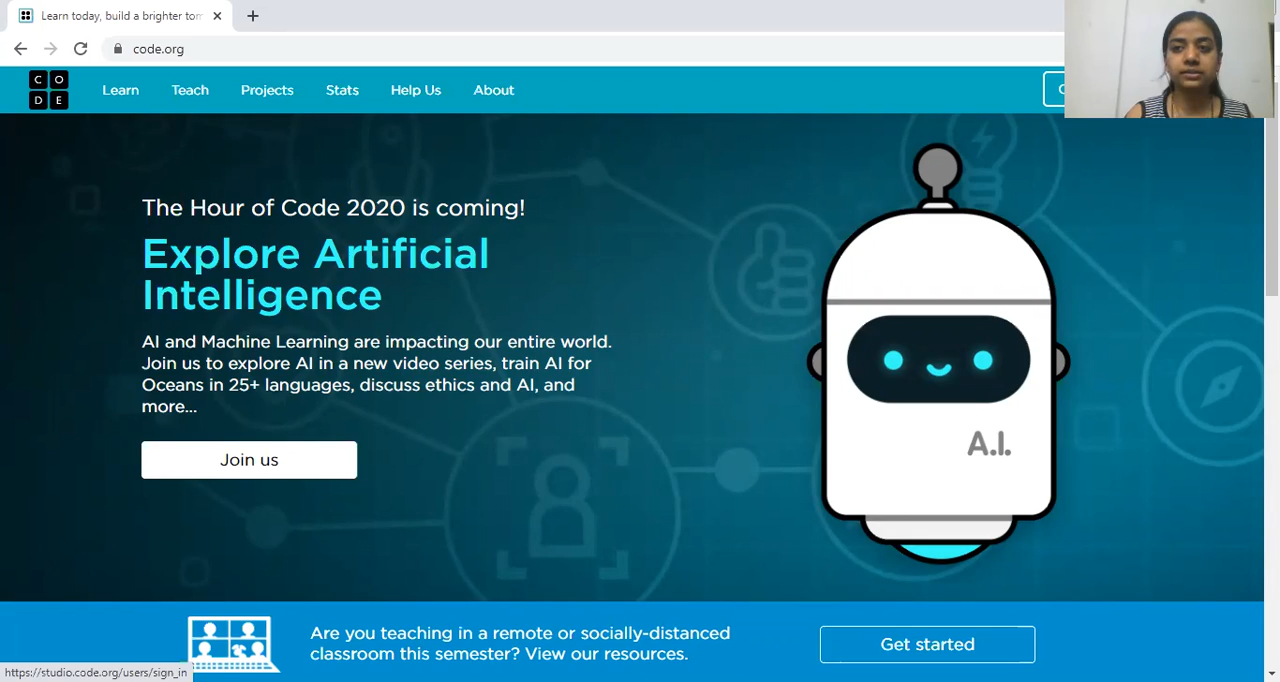 Learn today, build a brighter tom
code.org
C O
D E
Learn Teach Projects Stats Help Us About
The Hour of Code 2020 is coming!
Explore Artificial
Intelligence
AI and Machine Learning are impacting our entire world.
Join us to explore AI in a new video series, train AI for
Oceans in 25+ languages, discuss ethics and AI, and
more...
Join us
A.I.
Are you teaching in a remote or socially-distanced
classroom this semester? View our resources.
Get started
https://studio.code.org/users/sign_in